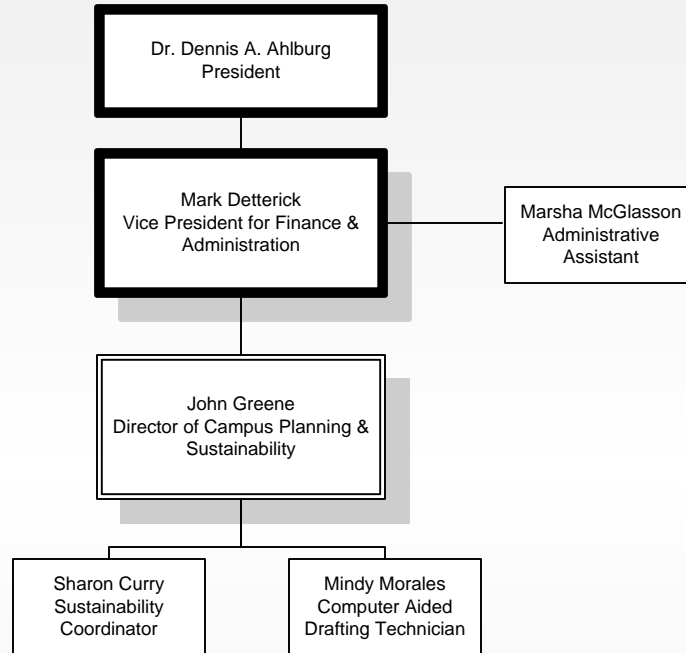 Dr. Dennis A. Ahlburg
President
Mark Detterick
Vice President for Finance &
Administration
Marsha McGlasson
Administrative
Assistant
John Greene
Director of Campus Planning &
Sustainability
Sharon Curry
Sustainability
Coordinator
Mindy Morales
Computer Aided
Drafting Technician